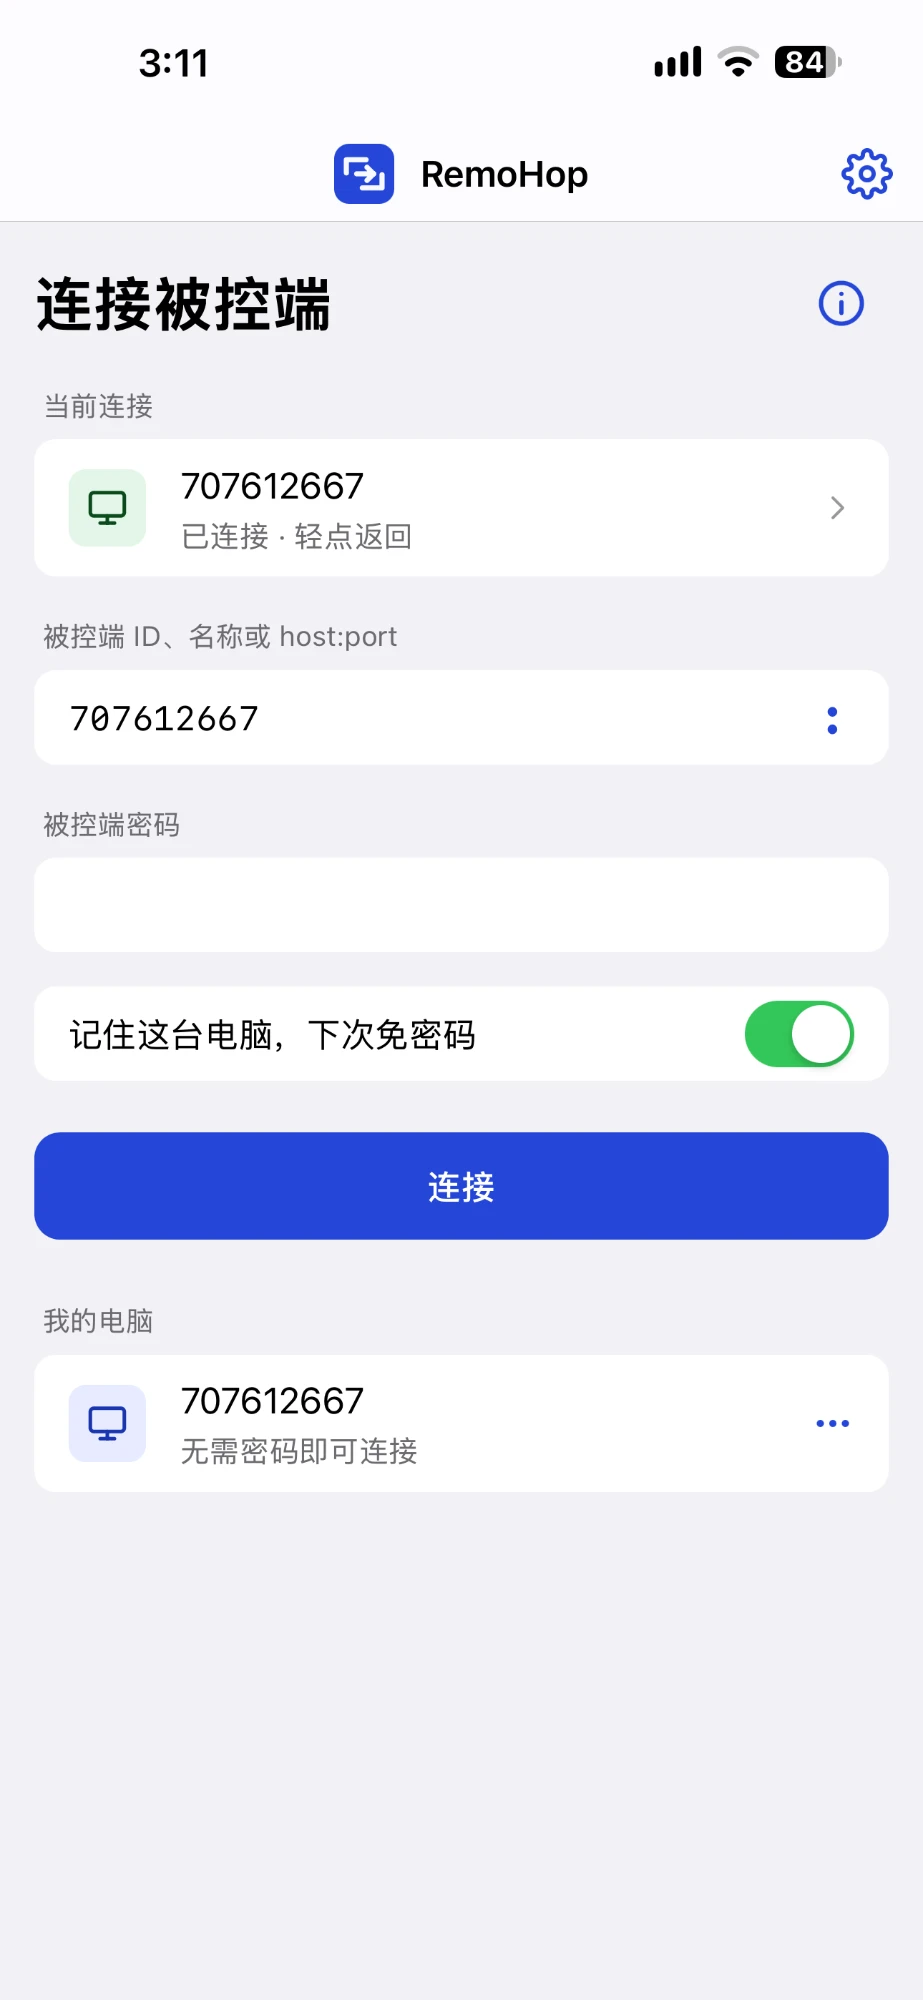 3:11
84
RemoHop
连接被控端
当前连接
707612667
已连接 · 轻点返回
被控端 ID、名称或 host:port
707612667
被控端密码
记住这台电脑，下次免密码
连接
我的电脑
707612667
无需密码即可连接